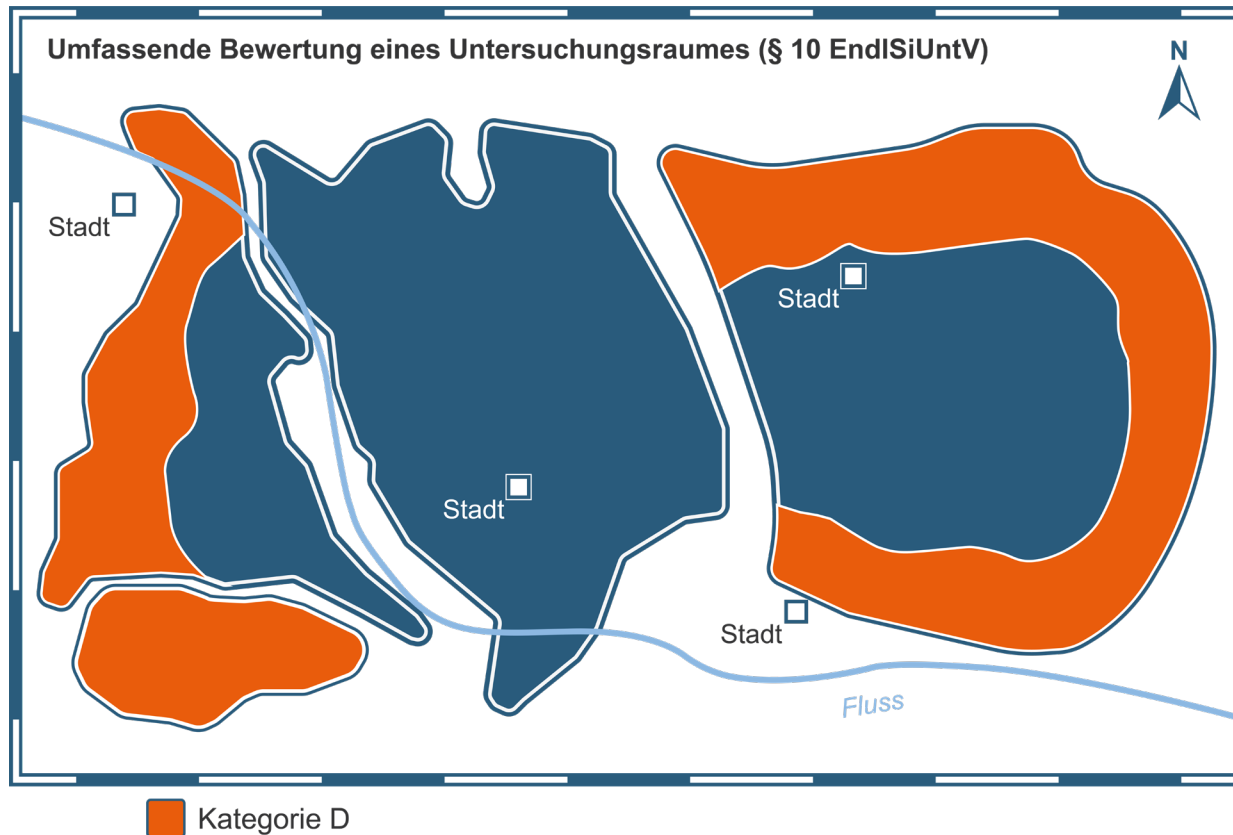 Umfassende Bewertung eines Untersuchungsraumes (§ 10 EndlSiUntV)
N
Stadt
Stadt
Stadt
Stadt
Fluss
Kategorie D